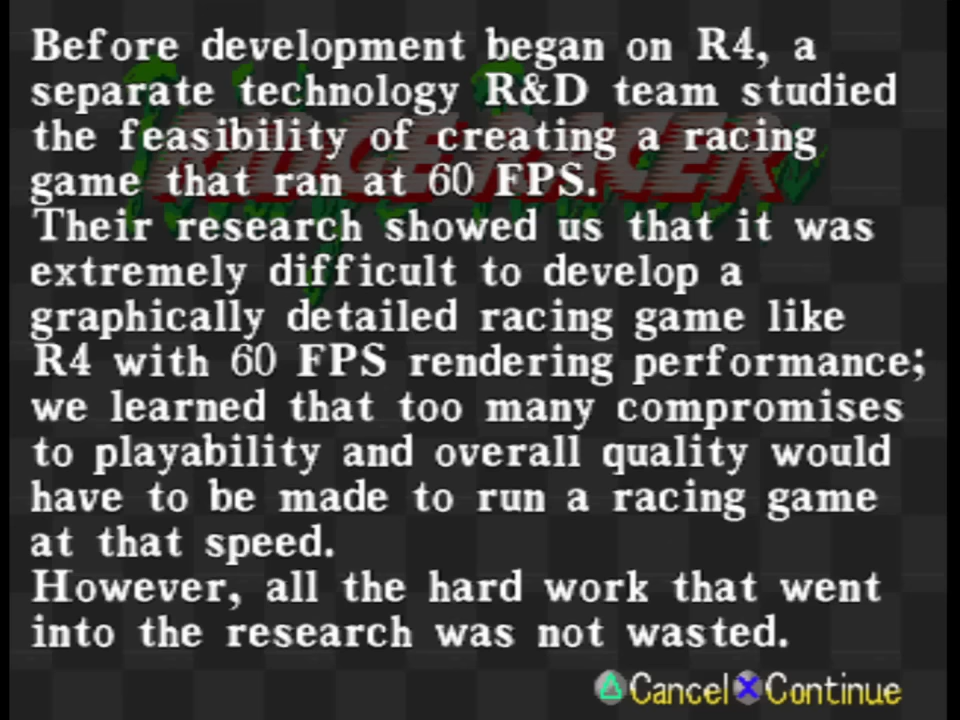 Before development began on R4, a
separate technology R&D team studied
the feasibility of creating a racing
game that ran at 60 FPS.
Their research showed us that it was
extremely difficult to develop a
graphically detailed racing game like
R4 with 60 FPS rendering performance;
we learned that too many compromises
to playability and overall quality would
have to be made to run a racing game
at that speed.
However, all the hard work that went
into the research was not wasted.
Cancel Continue